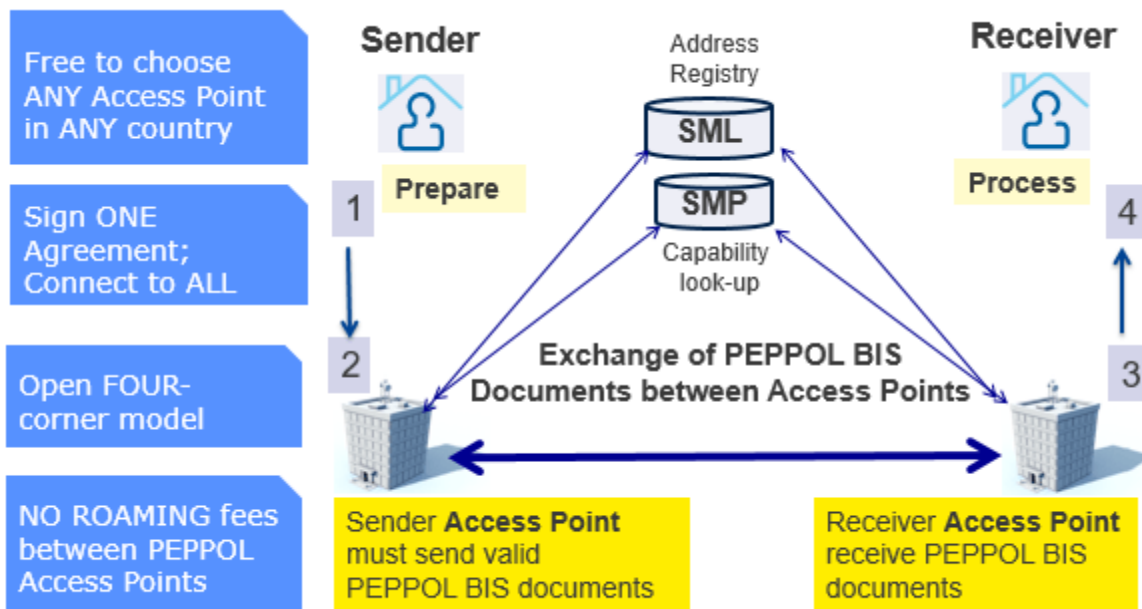 Free to choose
ANY Access Point
in ANY country
Sign ONE
Agreement;
Connect to ALL
Open FOUR-
corner model
NO ROAMING fees
between PEPPOL
Access Points
Sender
Address
Registry
Receiver
SML
Prepare
SMP
Process
1
4
Capability
look-up
2
Exchange of PEPPOL BIS
Documents between Access Points
3
Sender Access Point
must send valid
PEPPOL BIS documents
Receiver Access Point
receive PEPPOL BIS
documents